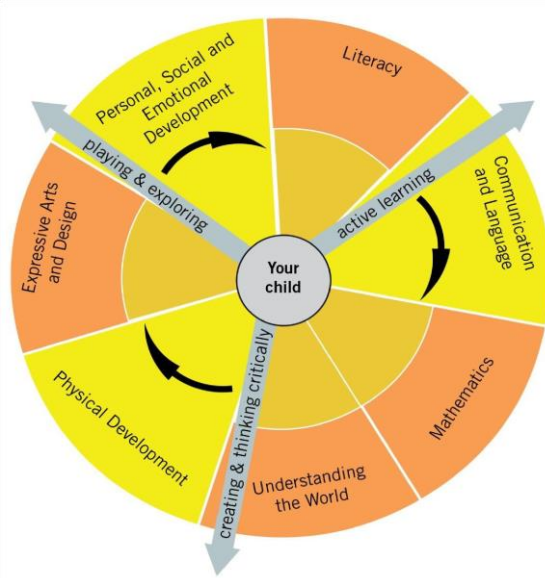 Personal, Social and
Emotional
Development
Literacy
Communication
and Language
Mathematics
Understanding
the World
Physical Development
Expressive Arts
and Design
playing & exploring
active learning
creating & thinking critically
Your
child